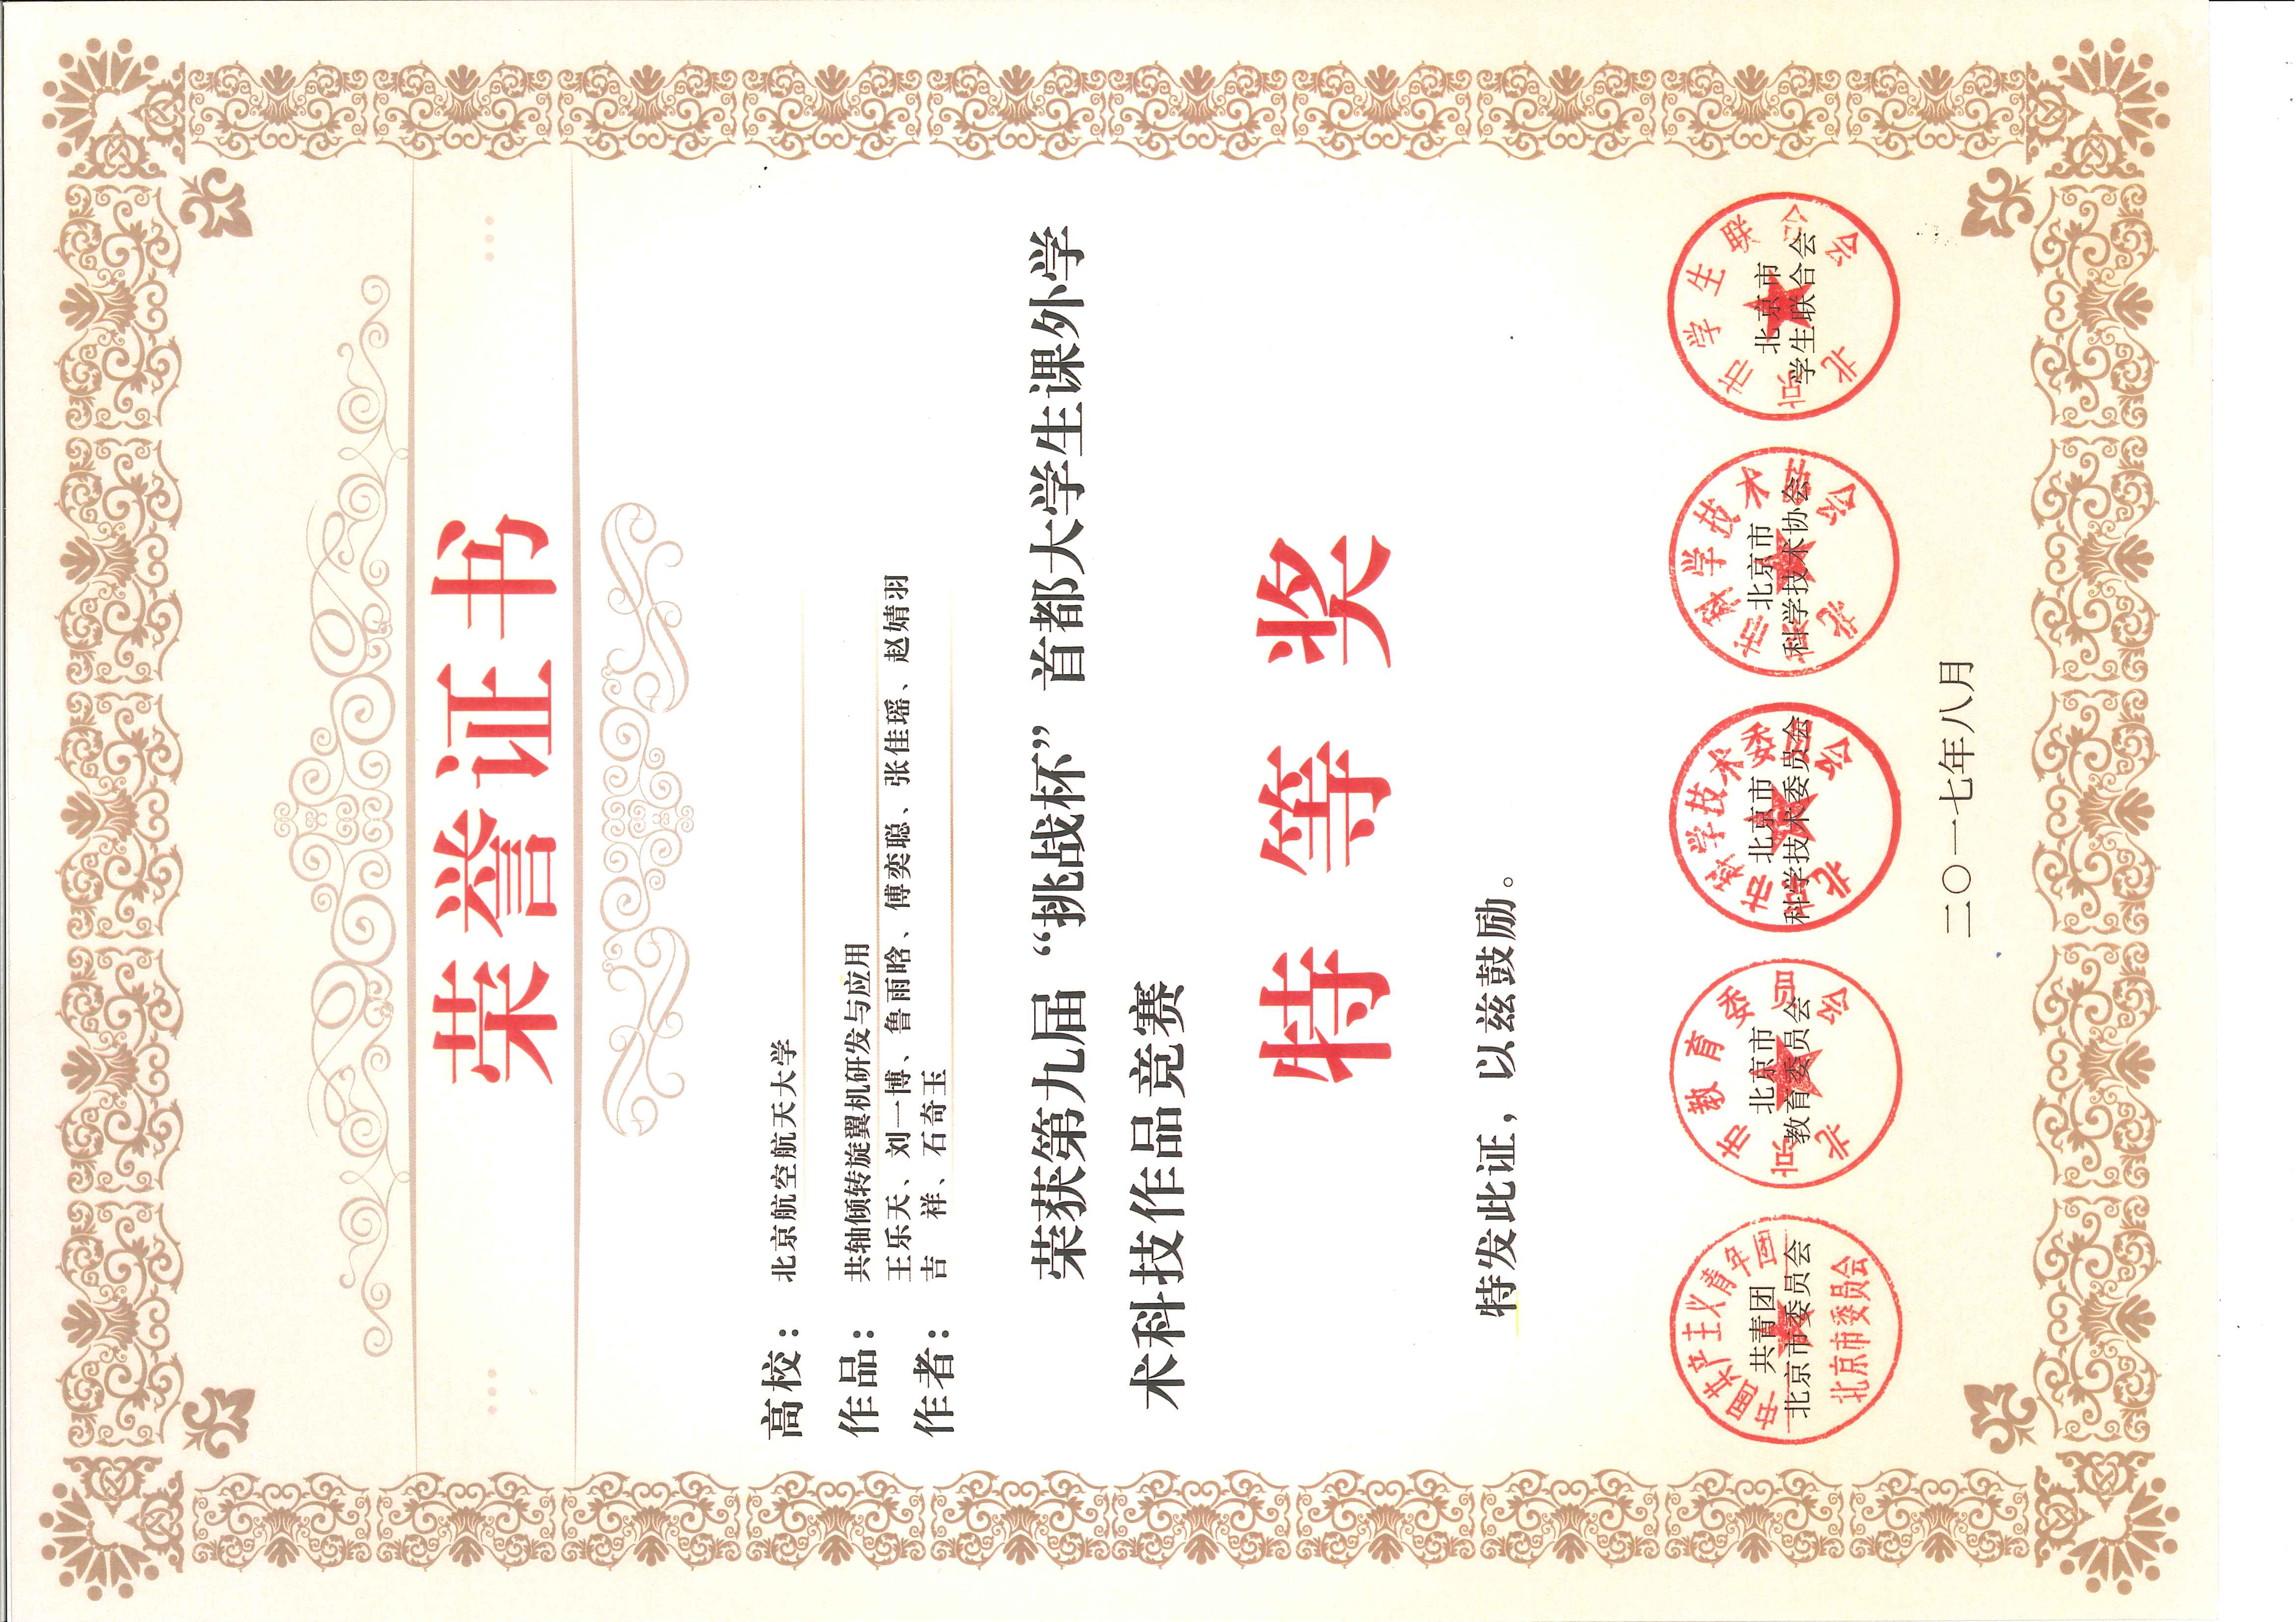 荣誉证书
高校： 北京航空航天大学
作品： 共轴倾转旋翼机研发与应用
王乐天、刘一博、鲁雨晗、傅奕聪、张佳瑶、赵婧羽
作者： 吉　祥、石奇玉
荣获第九届“挑战杯”首都大学生课外学
术科技作品竞赛
特等奖
特发此证，以兹鼓励。
中国共产主义青年团
北京市委员会
共青团
北京市委员会
北京市教育委员会
北京市
教育委员会
北京市科学技术委员会
北京市
科学技术委员会
北京市科学技术协会
北京市
科学技术协会
北京市学生联合会
北京市
学生联合会
二〇一七年八月